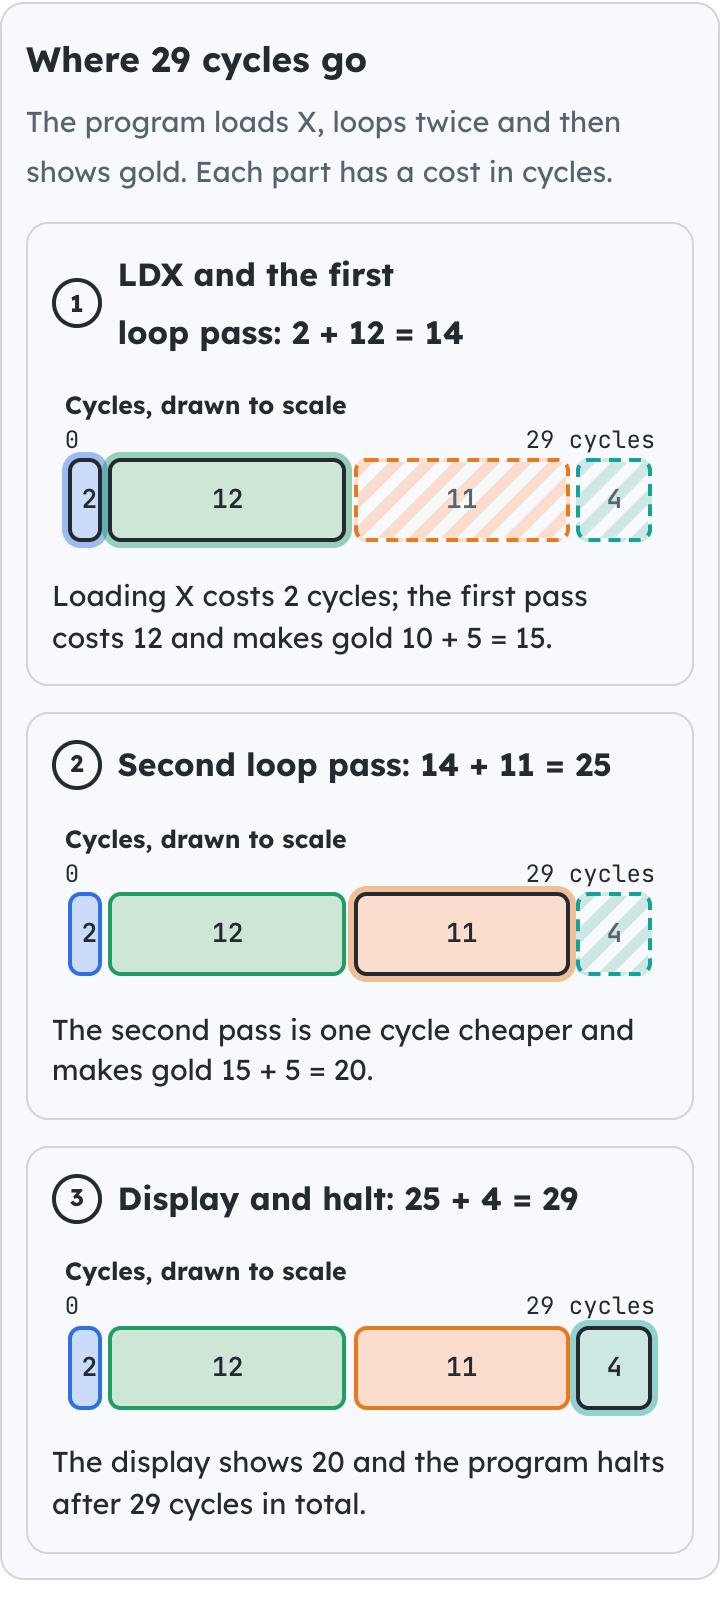 Where 29 cycles go
The program loads X, loops twice and then
shows gold. Each part has a cost in cycles.
1
LDX and the first
loop pass: 2 + 12 = 14
Cycles, drawn to scale
0 29 cycles
2 12 11 4
Loading X costs 2 cycles; the first pass
costs 12 and makes gold 10 + 5 = 15.
2 Second loop pass: 14 + 11 = 25
Cycles, drawn to scale
0 29 cycles
2 12 11 4
The second pass is one cycle cheaper and
makes gold 15 + 5 = 20.
3 Display and halt: 25 + 4 = 29
Cycles, drawn to scale
0 29 cycles
2 12 11 4
The display shows 20 and the program halts
after 29 cycles in total.